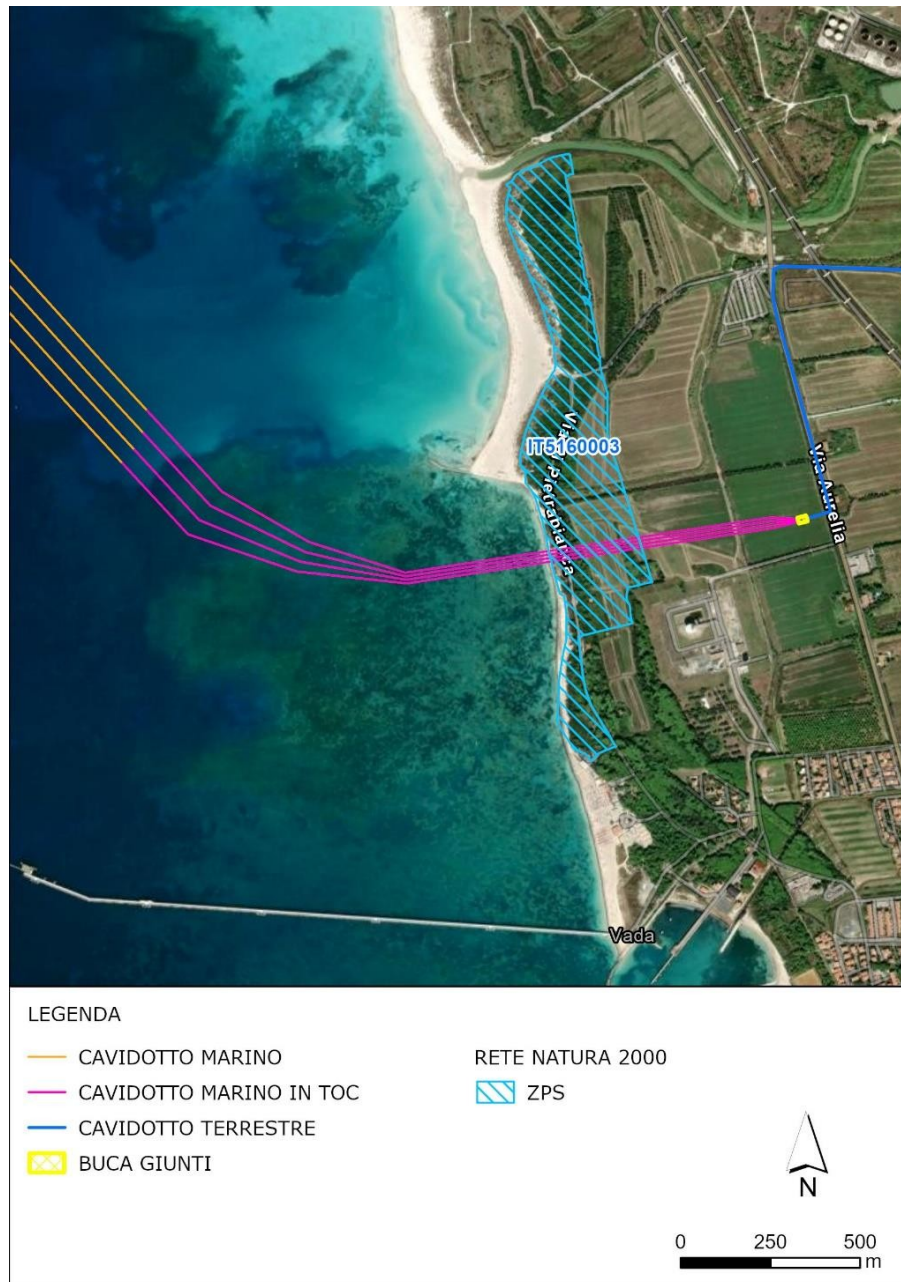 IT5160003
Via di Pietrabianca
Via Aurelia
Vada
LEGENDA
CAVIDOTTO MARINO
CAVIDOTTO MARINO IN TOC
CAVIDOTTO TERRESTRE
BUCA GIUNTI
RETE NATURA 2000
ZPS
N
0 250 500
m